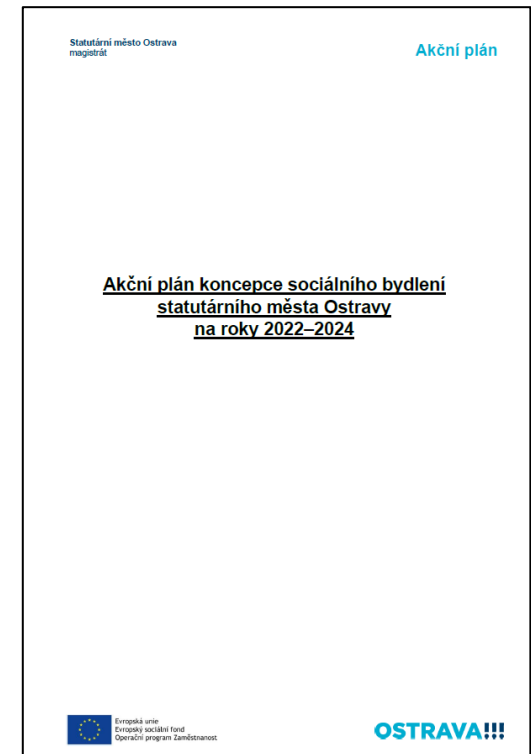 Statutární město Ostrava
magistrát
Akční plán
Akční plán koncepce sociálního bydlení
statutárního města Ostravy
na roky 2022–2024
Evropská unie
Evropský sociální fond
Operační program Zaměstnanost
OSTRAVA!!!